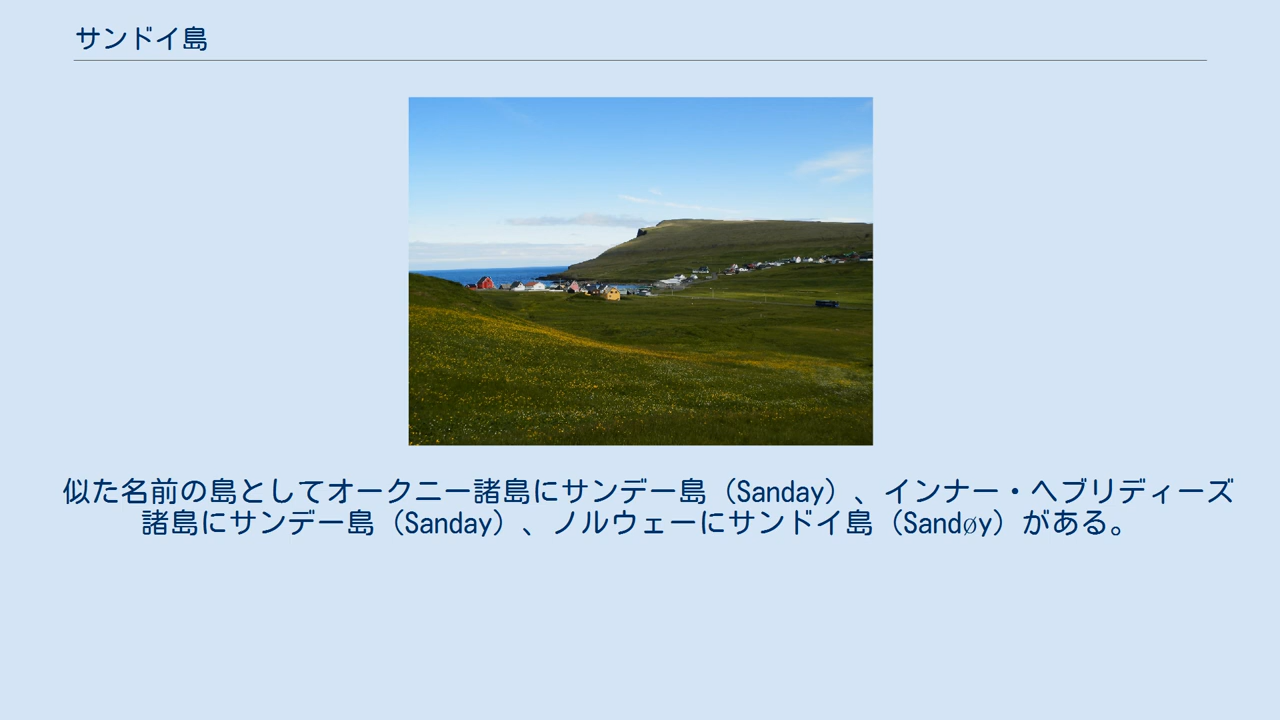 サンドイ島
似た名前の島としてオークニー諸島にサンデー島（Sanday）、インナー・ヘブリディーズ
諸島にサンデー島（Sanday）、ノルウェーにサンドイ島（Sandøy）がある。